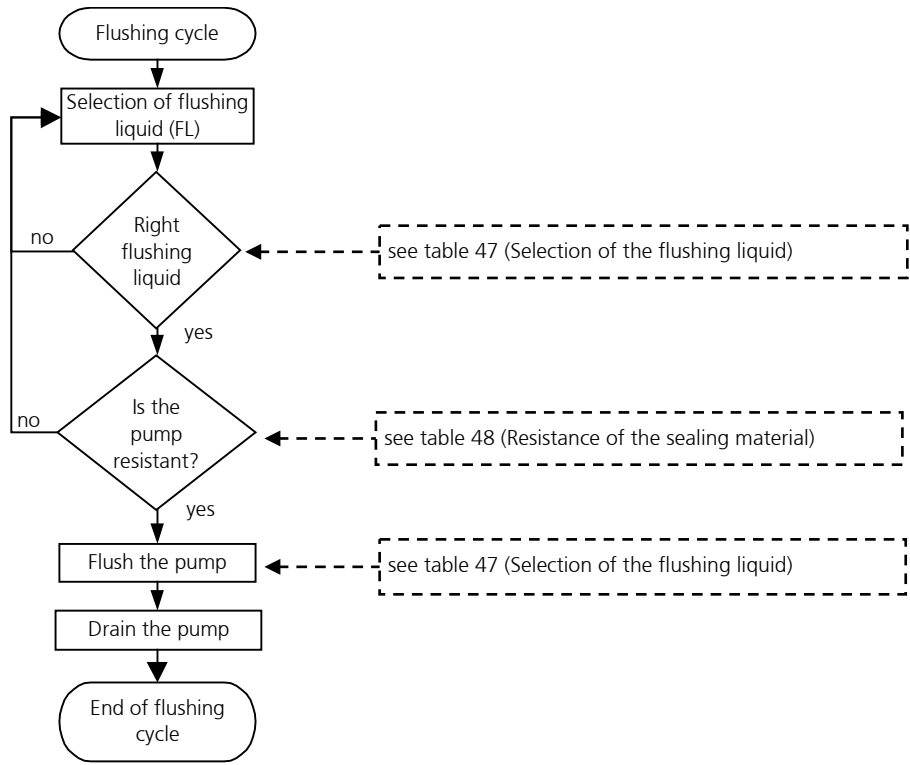 Flushing cycle
Selection of flushing
liquid (FL)
Right
flushing
liquid
no
see table 47 (Selection of the flushing liquid)
yes
Is the
pump
resistant?
no
see table 48 (Resistance of the sealing material)
yes
Flush the pump
see table 47 (Selection of the flushing liquid)
Drain the pump
End of flushing
cycle